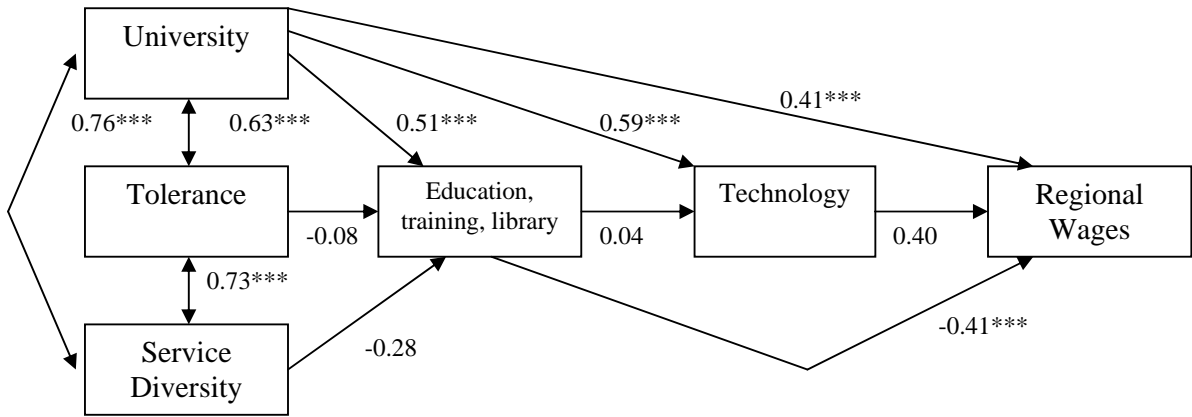 University
0.76***
0.63***
0.51***
0.59***
0.41***
Tolerance
Education,
training, library
Technology
Regional
Wages
-0.08
0.04
0.40
0.73***
-0.41***
Service
Diversity
-0.28